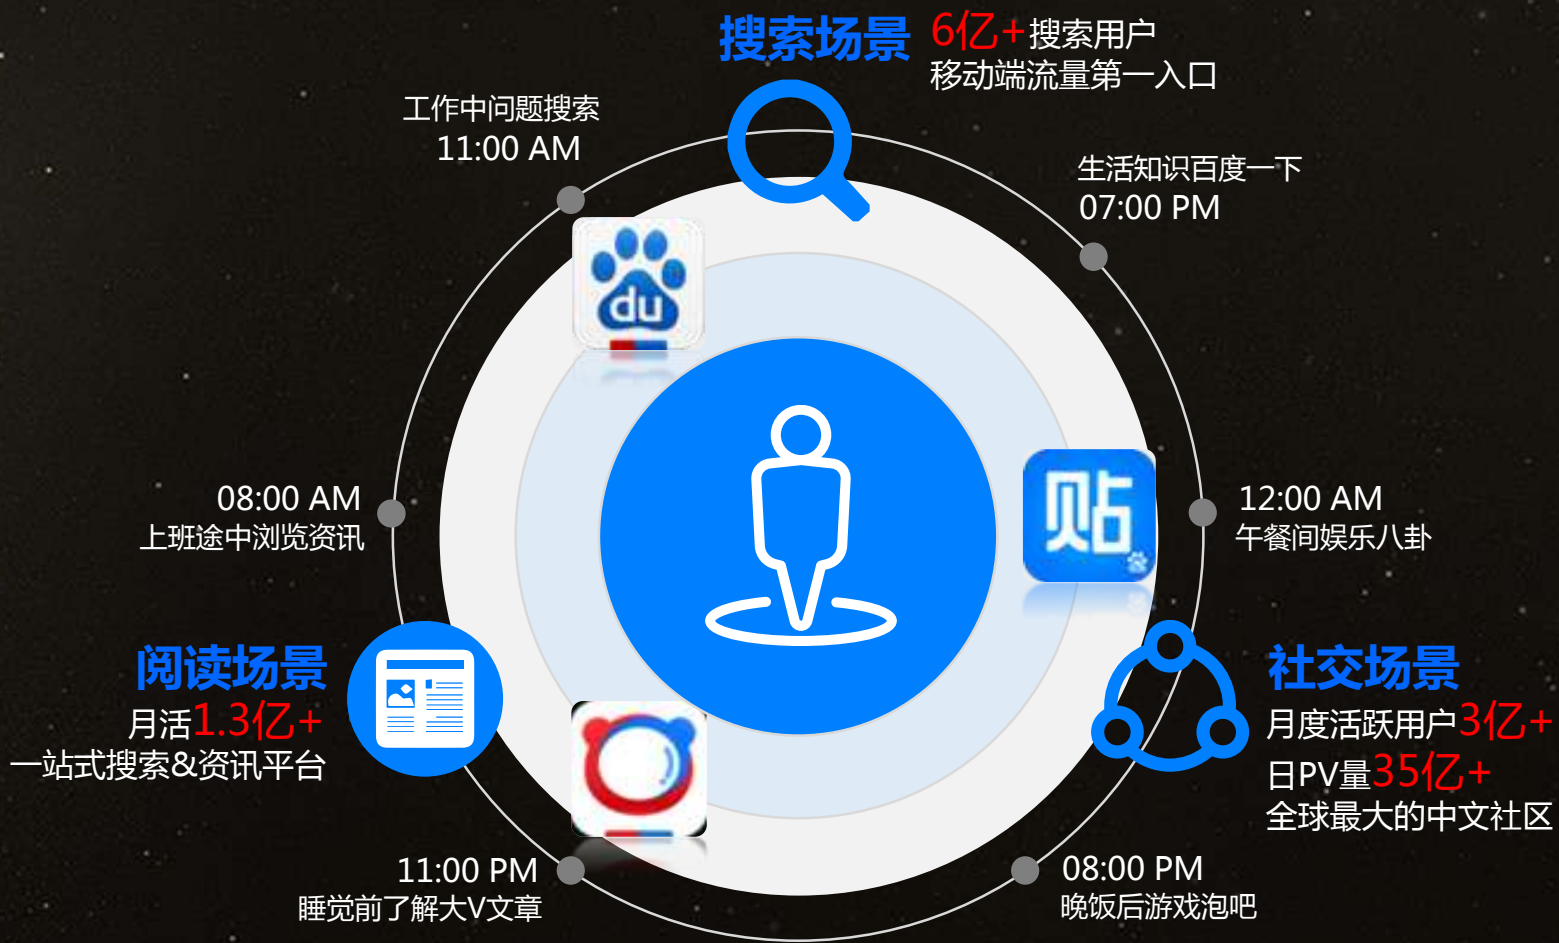 搜索场景
6亿+搜索用户
移动端流量第一入口
工作中问题搜索
11:00 AM
生活知识百度一下
07:00 PM
du
08:00 AM
上班途中浏览资讯
贴
12:00 AM
午餐间娱乐八卦
阅读场景
月活1.3亿+
一站式搜索&资讯平台
社交场景
月度活跃用户3亿+
日PV量35亿+
全球最大的中文社区
11:00 PM
睡觉前了解大V文章
08:00 PM
晚饭后游戏泡吧